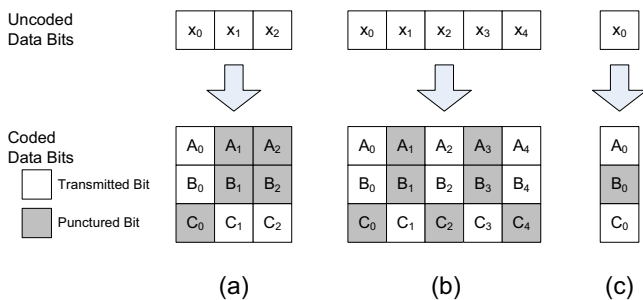 Uncoded
Data Bits
x₀ x₁ x₂
x₀ x₁ x₂ x₃ x₄
x₀
Coded
Data Bits
Transmitted Bit
Punctured Bit
A₀ A₁ A₂
B₀ B₁ B₂
C₀ C₁ C₂
A₀ A₁ A₂ A₃ A₄
B₀ B₁ B₂ B₃ B₄
C₀ C₁ C₂ C₃ C₄
A₀
B₀
C₀
(a) (b) (c)